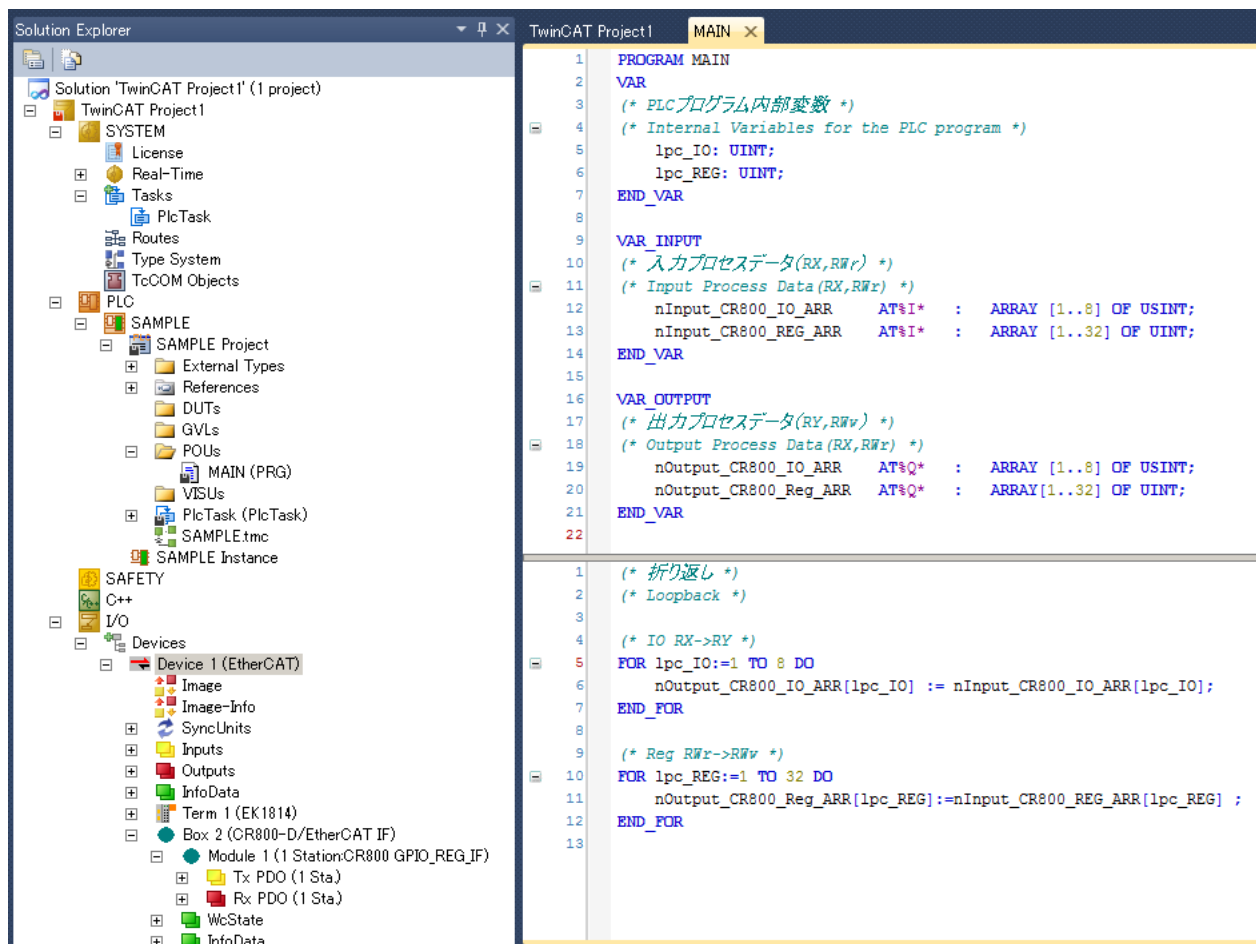 Solution Explorer
Solution 'TwinCAT Project1' (1 project)
TwinCAT Project1
SYSTEM
License
Real-Time
Tasks
PlcTask
Routes
Type System
TcCOM Objects
PLC
SAMPLE
SAMPLE Project
External Types
References
DUTs
GVLs
POUs
MAIN (PRG)
VISUs
PlcTask (PlcTask)
SAMPLE.tmc
SAMPLE Instance
SAFETY
C++
I/O
Devices
Device 1 (EtherCAT)
Image
Image-Info
SyncUnits
Inputs
Outputs
InfoData
Term 1 (EK1814)
Box 2 (CR800-D/EtherCAT IF)
Module 1 (1 Station:CR800 GPIO_REG_IF)
Tx PDO (1 Sta.)
Rx PDO (1 Sta.)
WcState
InfoData
TwinCAT Project1 MAIN
1 PROGRAM MAIN
2 VAR
3 (* PLCプログラム内部変数 *)
4 (* Internal Variables for the PLC program *)
5 lpc_IO: UINT;
6 lpc_REG: UINT;
7 END_VAR
8
9 VAR_INPUT
10 (* 入力プロセスデータ(RX,RWr) *)
11 (* Input Process Data(RX,RWr) *)
12 nInput_CR800_IO_ARR AT%I* : ARRAY [1..8] OF USINT;
13 nInput_CR800_REG_ARR AT%I* : ARRAY [1..32] OF UINT;
14 END_VAR
15
16 VAR_OUTPUT
17 (* 出力プロセスデータ(RY,RWw) *)
18 (* Output Process Data(RX,RWr) *)
19 nOutput_CR800_IO_ARR AT%Q* : ARRAY [1..8] OF USINT;
20 nOutput_CR800_Reg_ARR AT%Q* : ARRAY[1..32] OF UINT;
21 END_VAR
22
1 (* 折り返し *)
2 (* Loopback *)
3
4 (* IO RX->RY *)
5 FOR lpc_IO:=1 TO 8 DO
6 nOutput_CR800_IO_ARR[lpc_IO] := nInput_CR800_IO_ARR[lpc_IO];
7 END_FOR
8
9 (* Reg RWr->RWw *)
10 FOR lpc_REG:=1 TO 32 DO
11 nOutput_CR800_Reg_ARR[lpc_REG]:=nInput_CR800_REG_ARR[lpc_REG] ;
12 END_FOR
13